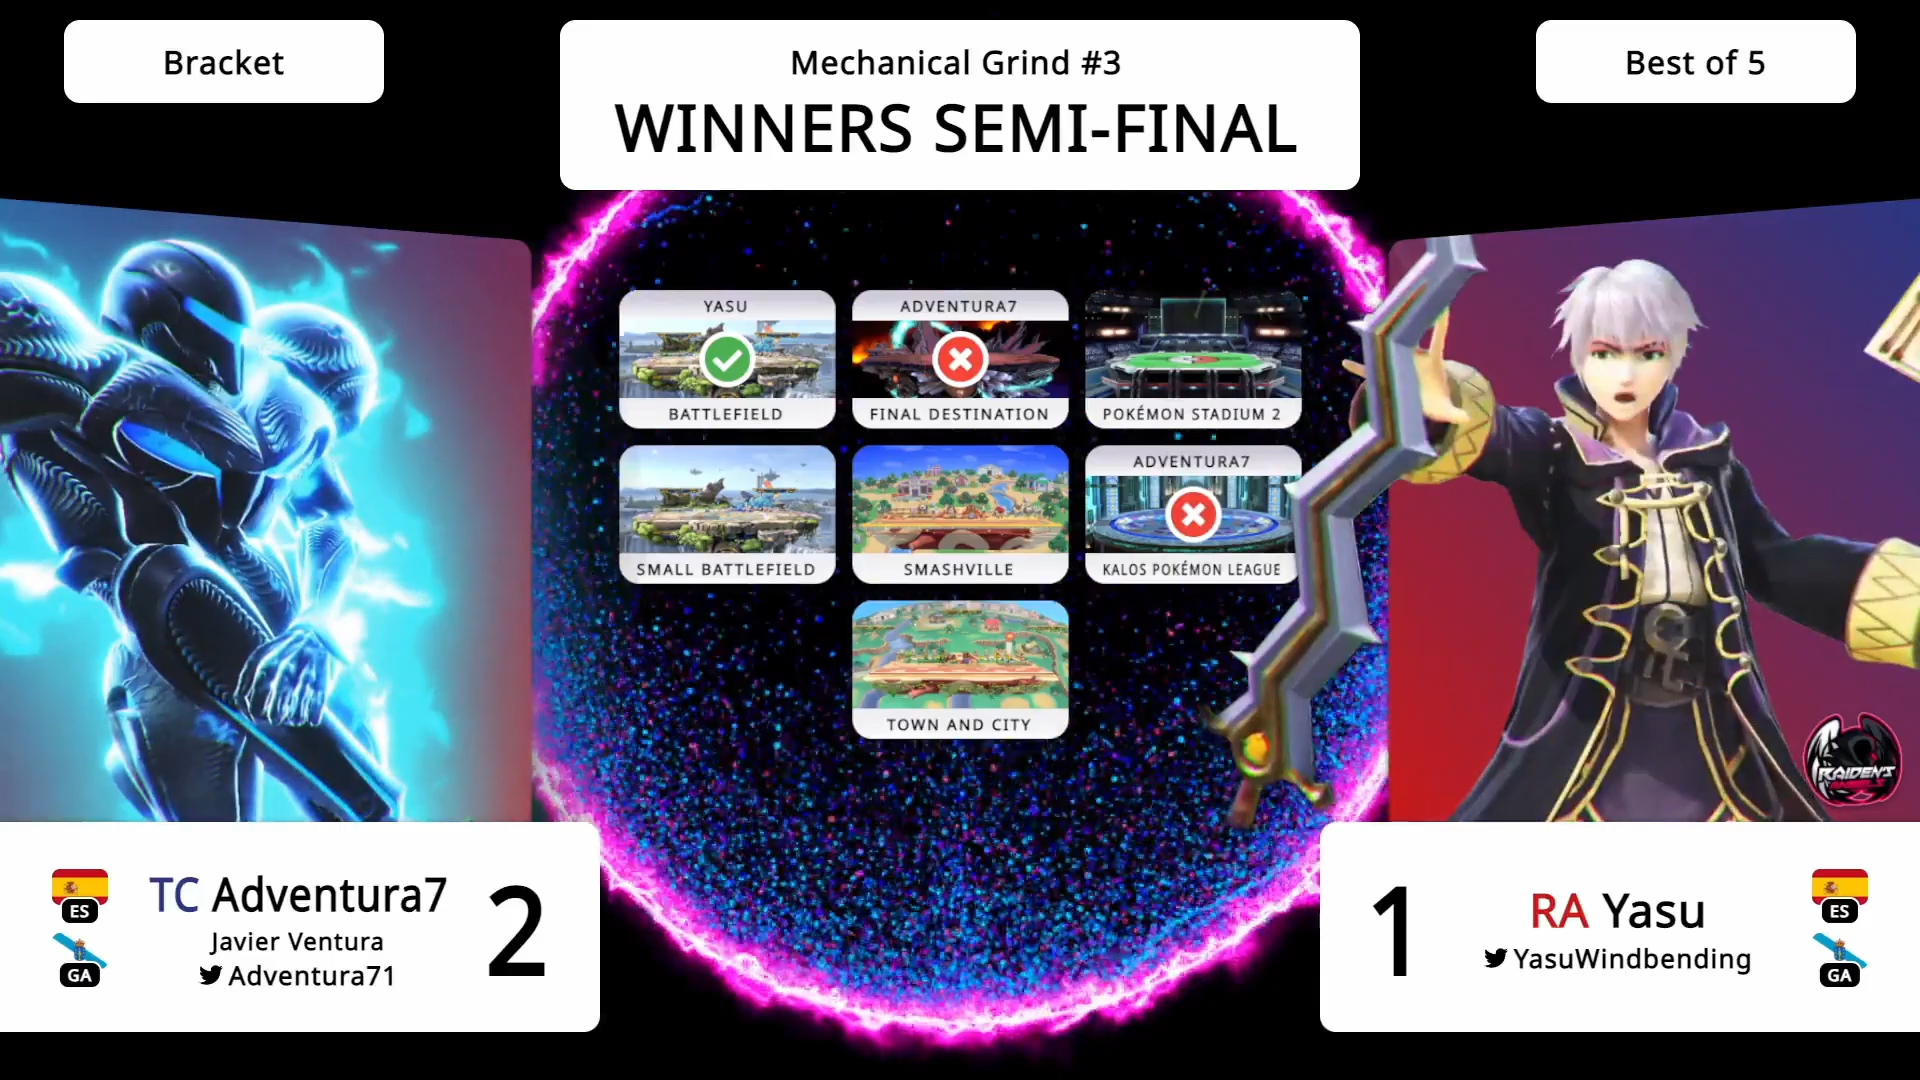 Bracket
Mechanical Grind #3
WINNERS SEMI-FINAL
Best of 5
YASU
BATTLEFIELD
ADVENTURA7
FINAL DESTINATION
POKÉMON STADIUM 2
SMALL BATTLEFIELD
SMASHVILLE
ADVENTURA7
KALOS POKÉMON LEAGUE
TOWN AND CITY
RAIDEN'S
ES
GA
TC Adventura7
Javier Ventura
Adventura71
2
1
RA Yasu
YasuWindbending
ES
GA